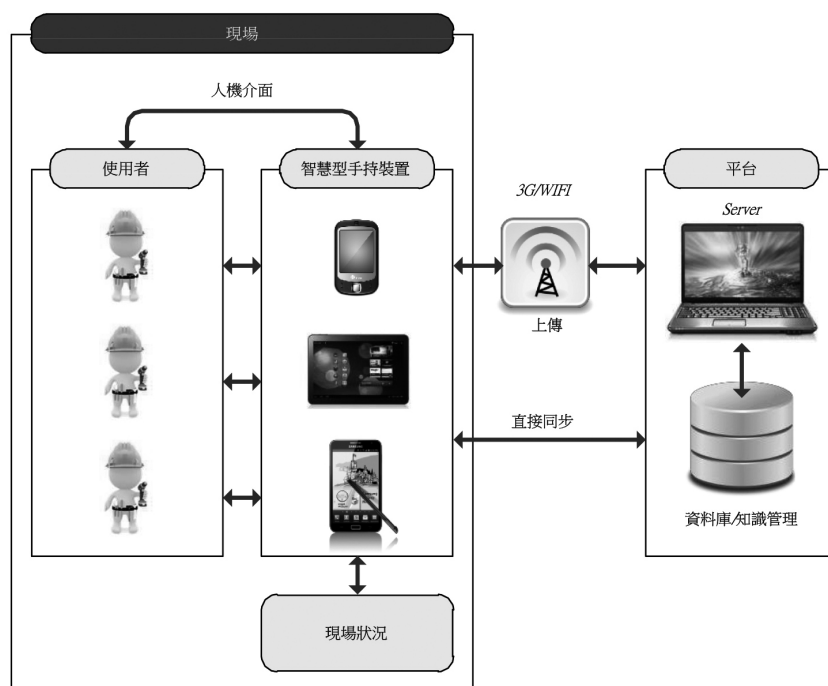 現場
人機介面
使用者
智慧型手持裝置
平台
3G/WIFI
Server
上傳
直接同步
資料庫/知識管理
現場狀況